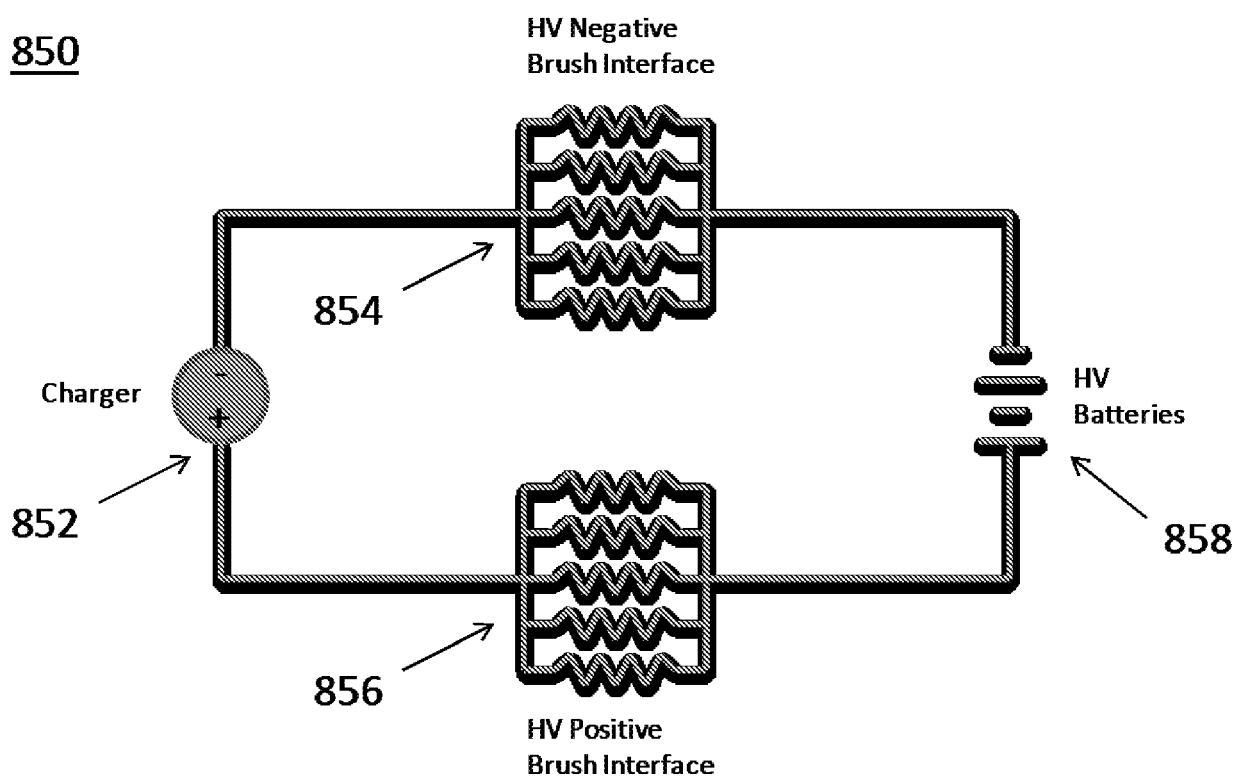 850
HV Negative
Brush Interface
854
Charger
-
+
HV
Batteries
852
858
856
HV Positive
Brush Interface